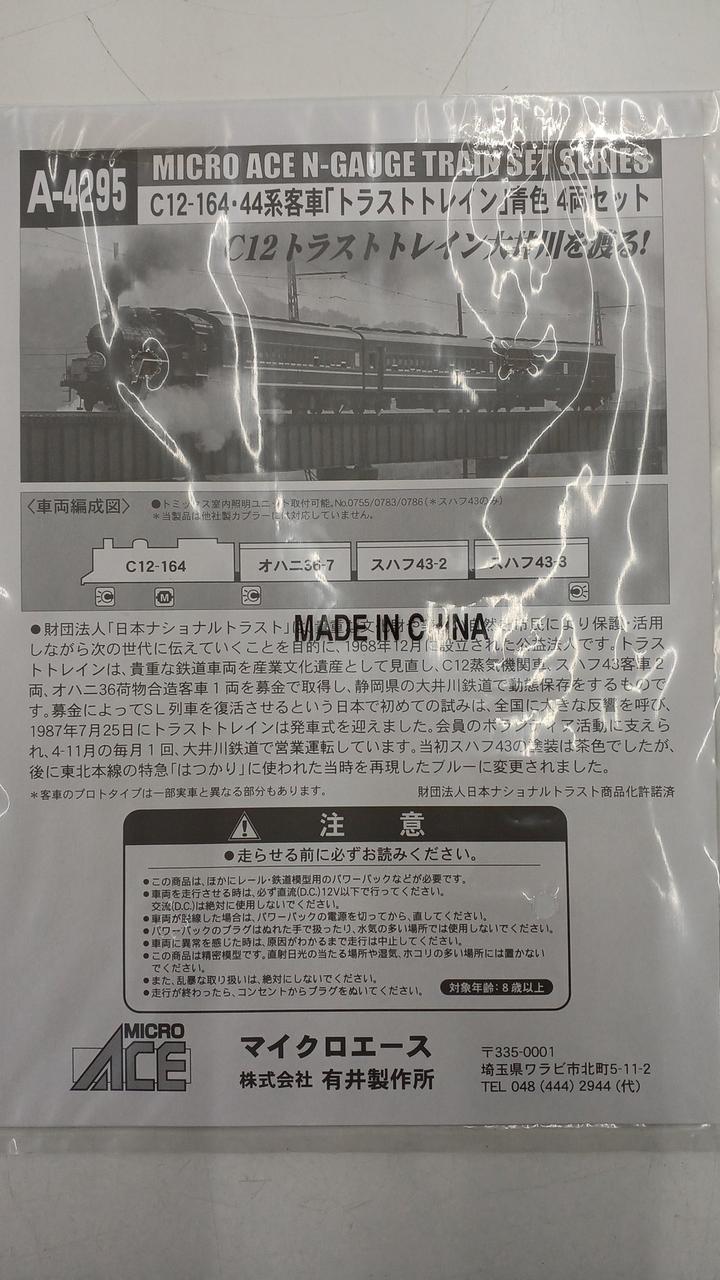 A-4295
MICRO ACE N-GAUGE TRAIN SET SERIES
C12-164・44系客車「トラストトレイン」青色 4両セット
C12トラストトレイン大井川を渡る!
〈車両編成図〉
●トミックス室内照明ユニット取付可能。No.0755/0783/0786(＊スハフ43のみ)
＊当製品は他社製カプラーには対応していません。
C12-164 オハニ36-7 スハフ43-2 スハフ43-3
C M C C
MADE IN CHINA
●財団法人「日本ナショナルトラスト」は、貴重な文化財や 自然 市民により保護・活用
しながら次の世代に伝えていくことを目的に、1968年12月に設立された公益法人です。トラス
トトレインは、貴重な鉄道車両を産業文化遺産として見直し、C12蒸気機関車、スハフ43客車2
両、オハニ36荷物合造客車1両を募金で取得し、静岡県の大井川鉄道で動態保存をするもので
す。募金によってSL列車を復活させるという日本で初めての試みは、全国に大きな反響を呼び、
1987年7月25日にトラストトレインは発車式を迎えました。会員のボランティア活動に支えら
れ、4-11月の毎月1回、大井川鉄道で営業運転しています。当初スハフ43の塗装は茶色でしたが、
後に東北本線の特急「はつかり」に使われた当時を再現したブルーに変更されました。
＊客車のプロトタイプは一部実車と異なる部分もあります。
財団法人日本ナショナルトラスト商品化許諾済
注意
●走らせる前に必ずお読みください。
●この商品は、ほかにレール・鉄道模型用のパワーパックなどが必要です。
●車両を走行させる時は、必ず直流(D.C.)12V以下で行ってください。
交流(D.C.)は絶対に使用しないでください。
●車両が脱線した場合は、パワーパックの電源を切ってから、直してください。
●パワーパックのプラグはぬれた手で扱ったり、水気の多い場所では使用しないでください。
●車両に異常を感じた時は、原因がわかるまで走行は中止してください。
●この商品は精密模型です。直射日光の当たる場所や湿気、ホコリの多い場所には置かない
でください。
●また、乱暴な取り扱いは、絶対にしないでください。
●走行が終わったら、コンセントからプラグをぬいてください。
対象年齢：8歳以上
MICRO
ACE
マイクロエース
株式会社 有井製作所
〒335-0001
埼玉県ワラビ市北町5-11-2
TEL 048 (444) 2944 (代)